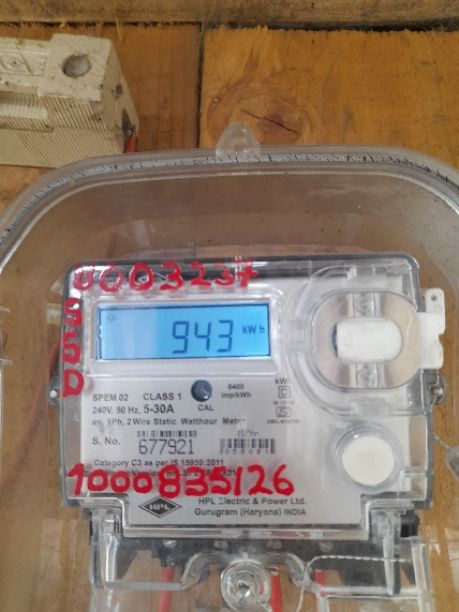 0003237
943 kWh
SPEM 02 CLASS 1
6400
imp/kWh
240V, 50 Hz, 5-30A
CAL
ac 1Ph, 2 Wire Static Watthour Meter
S. No.
677921
Category C3 as per IS 15959:2011
1000835126
HPL
HPL Electric & Power Ltd.
Gurugram (Haryana) INDIA